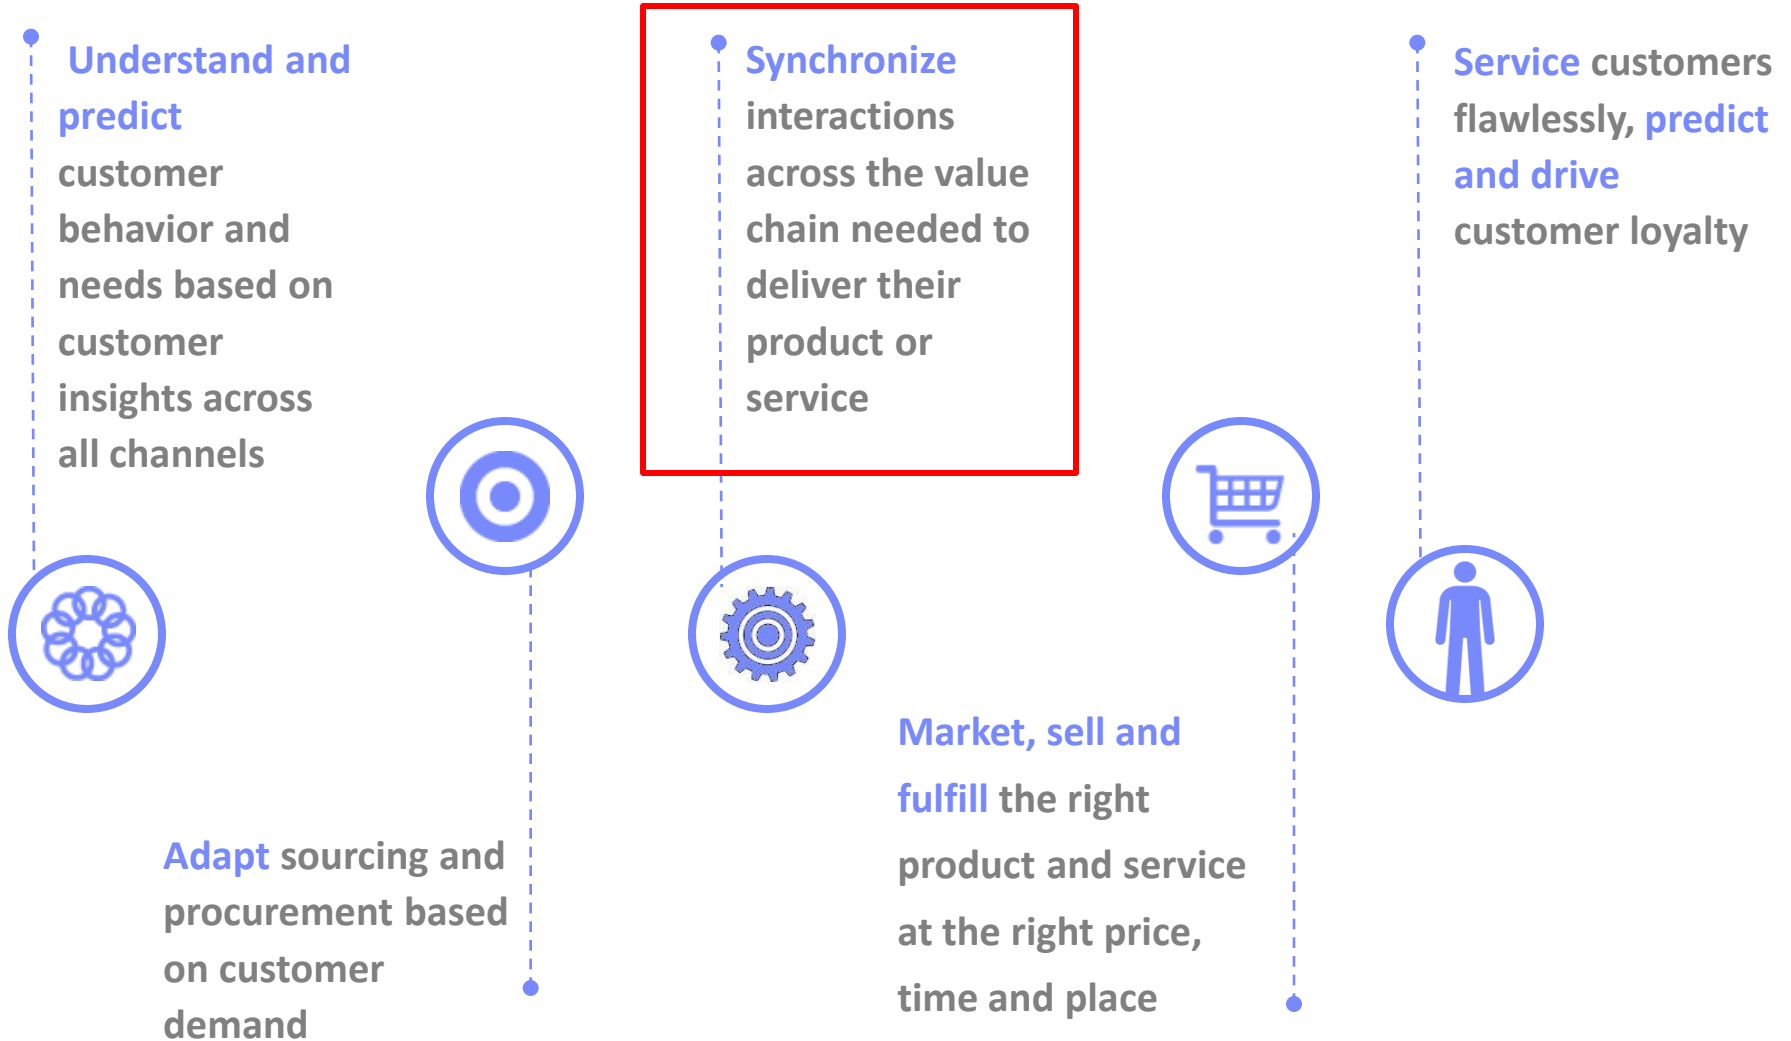 Understand and
predict
customer
behavior and
needs based on
customer
insights across
all channels
Adapt sourcing and
procurement based
on customer
demand
Synchronize
interactions
across the value
chain needed to
deliver their
product or
service
Market, sell and
fulfill the right
product and service
at the right price,
time and place
Service customers
flawlessly, predict
and drive
customer loyalty